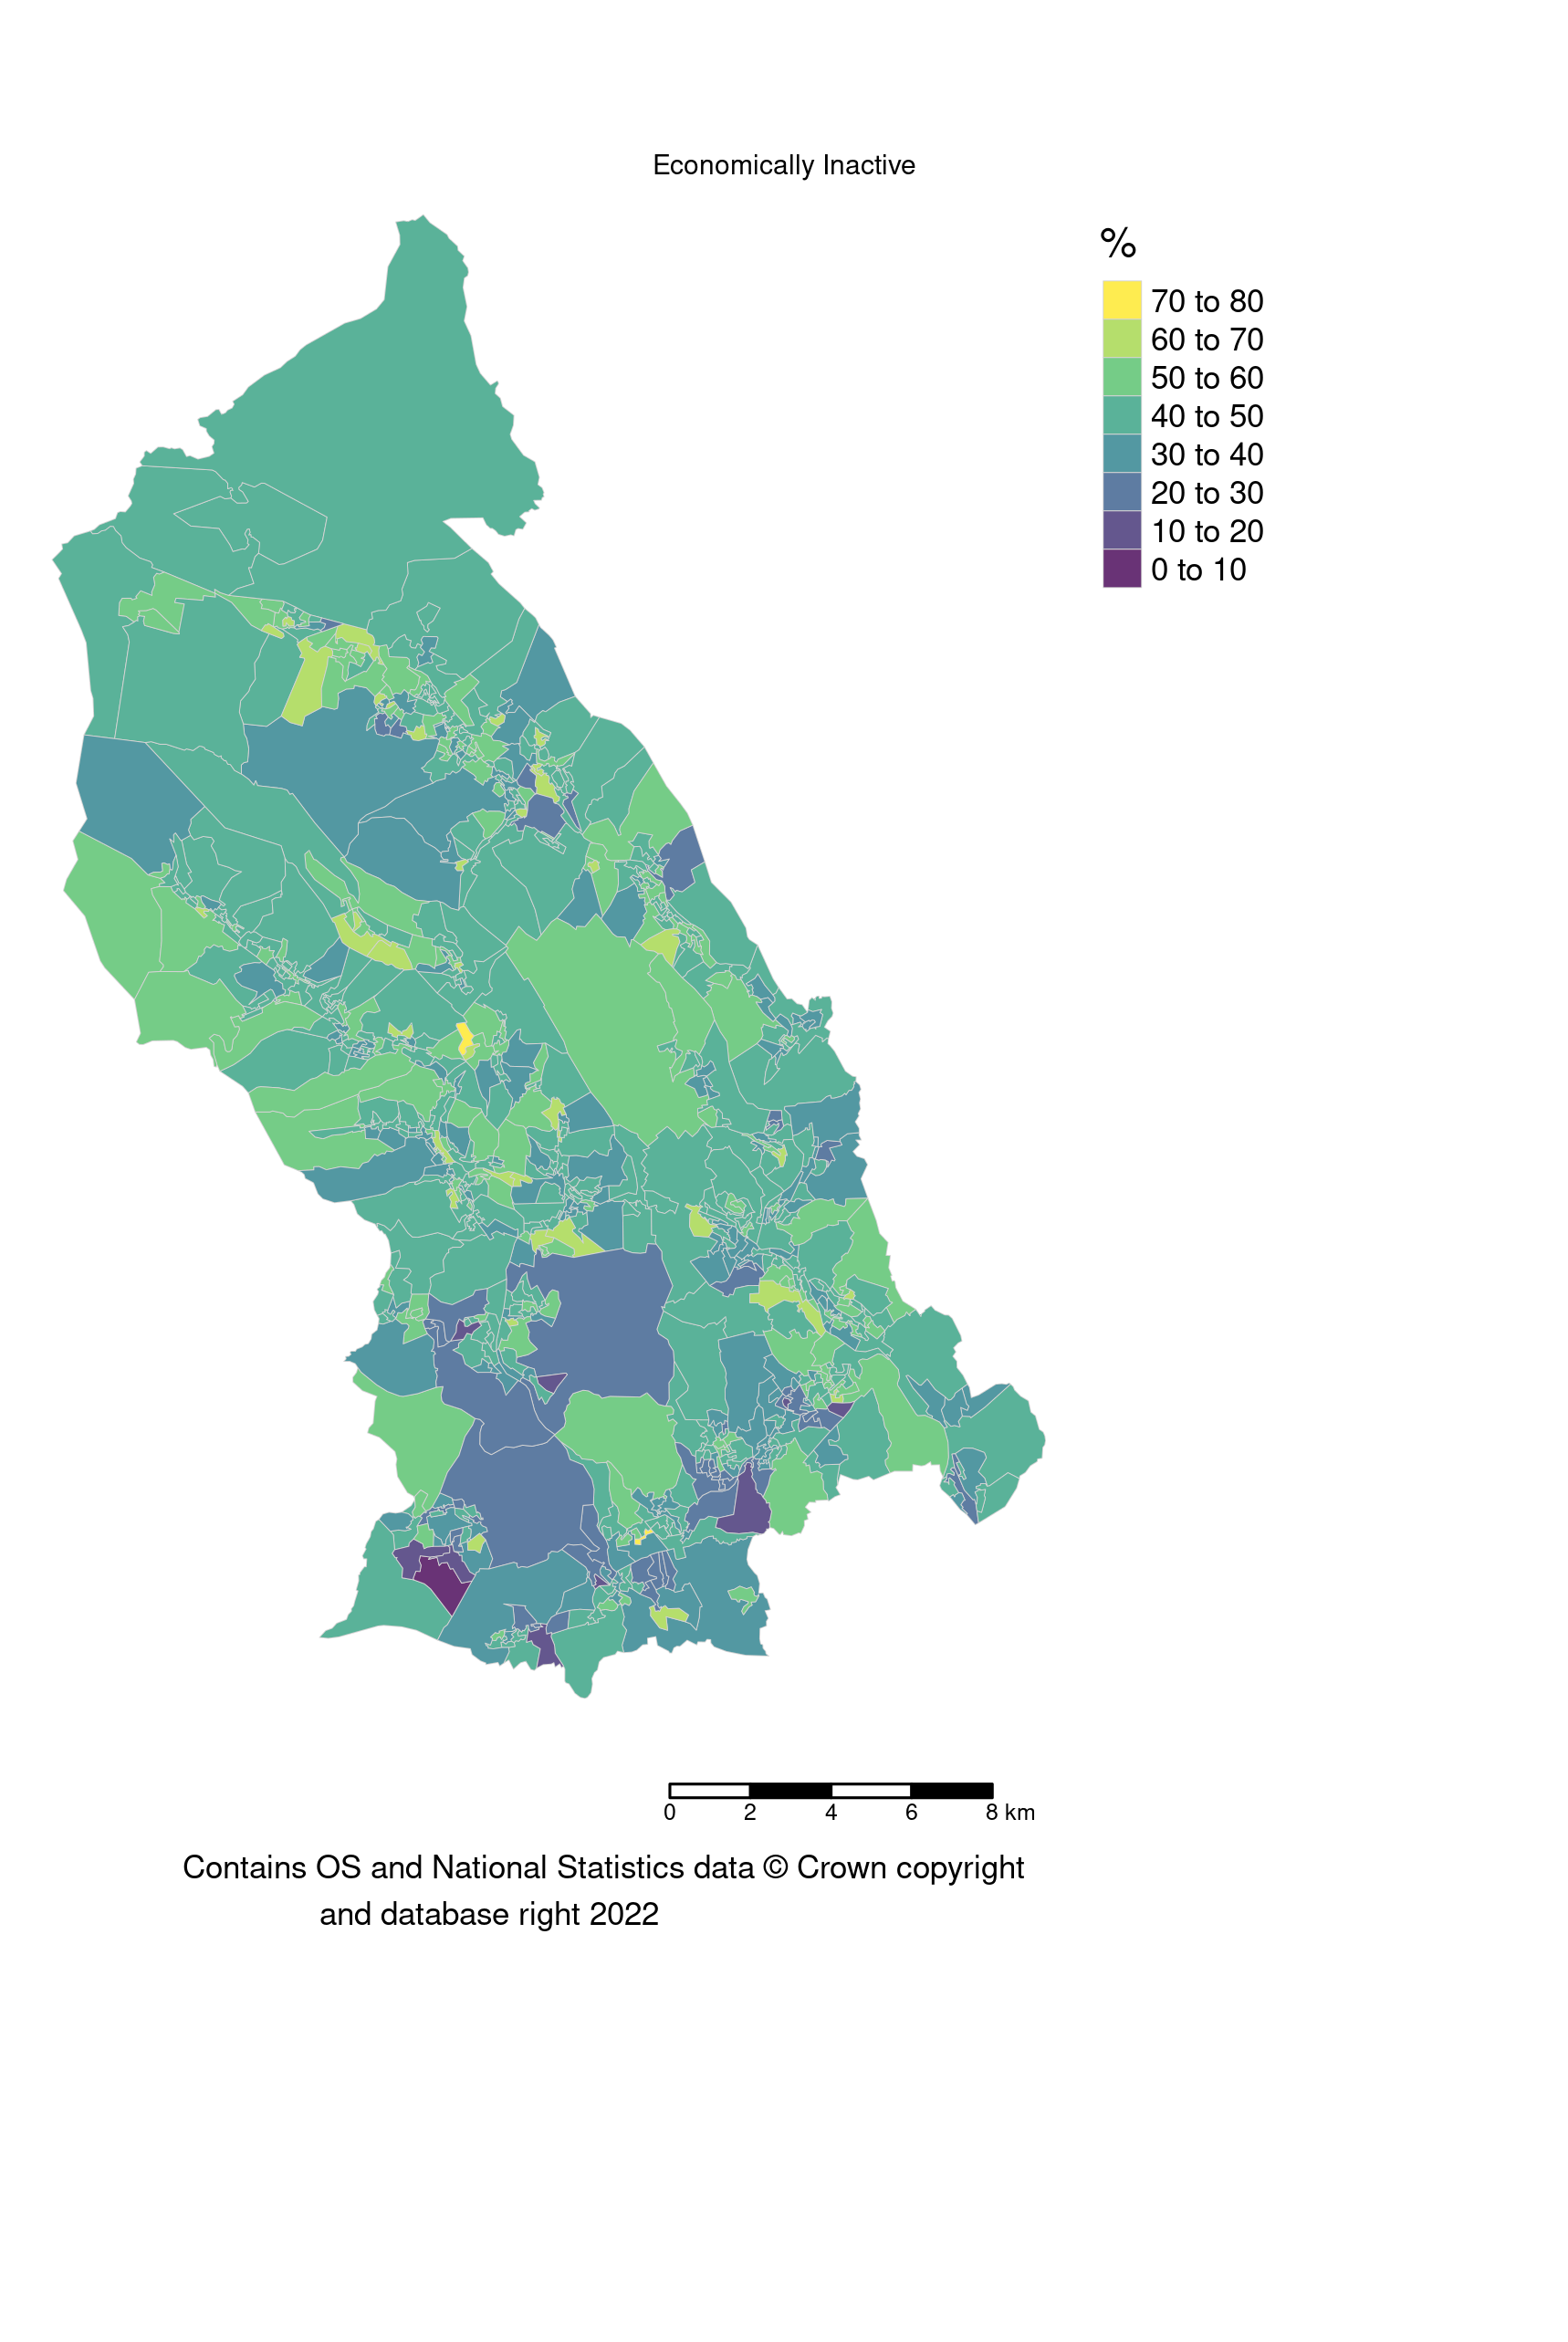 Economically Inactive
%
70 to 80
60 to 70
50 to 60
40 to 50
30 to 40
20 to 30
10 to 20
0 to 10
0 2 4 6 8 km
Contains OS and National Statistics data © Crown copyright
and database right 2022